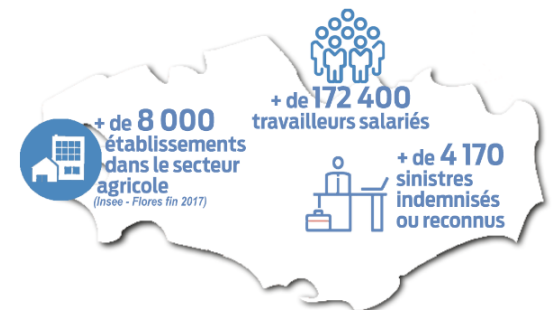 + de 8 000
établissements
dans le secteur
agricole
(Insee - Flores fin 2017)
+ de 172 400
travailleurs salariés
+ de 4 170
sinistres
indemnisés
ou reconnus